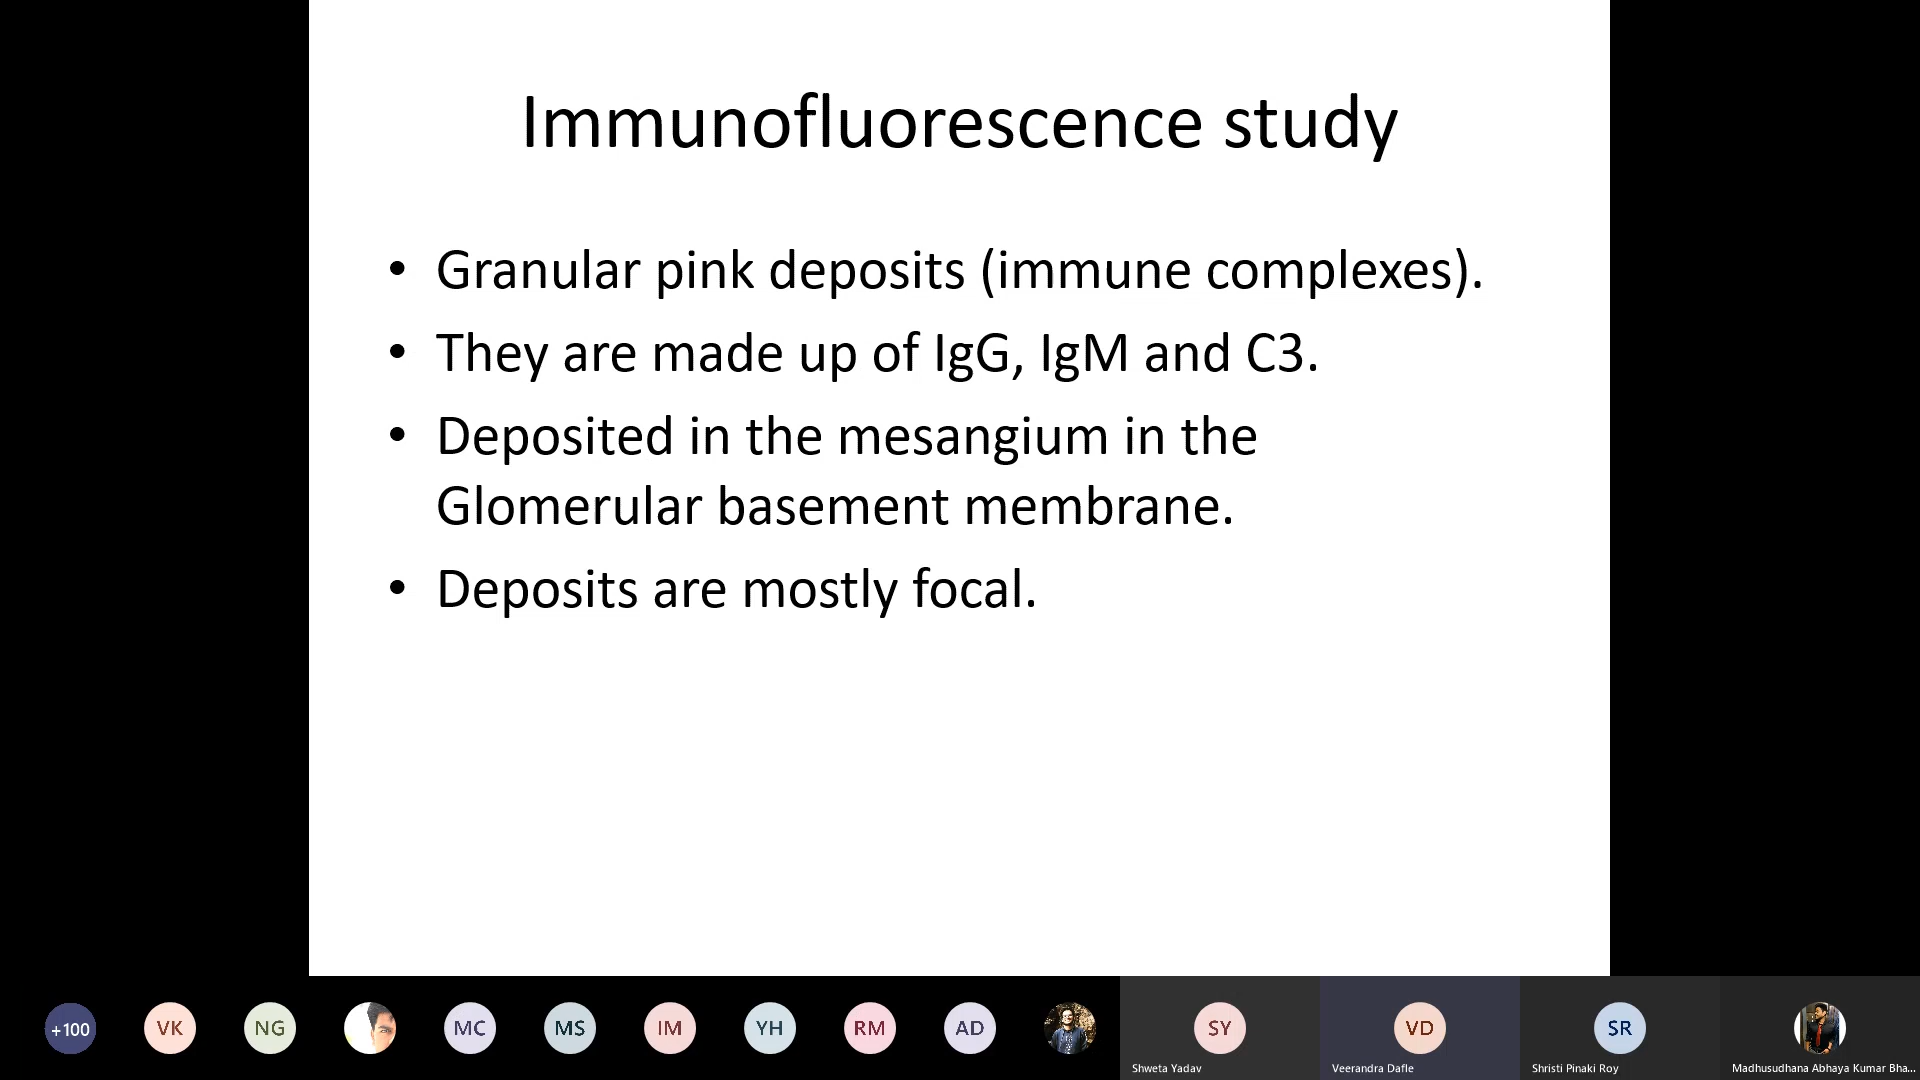 Immunofluorescence study
• Granular pink deposits (immune complexes).
• They are made up of IgG, IgM and C3.
• Deposited in the mesangium in the
Glomerular basement membrane.
• Deposits are mostly focal.
+100
VK
NG
MC
MS
IM
YH
RM
AD
SY
VD
SR
Shweta Yadav
Veerandra Dafle
Shristi Pinaki Roy
Madhusudhana Abhaya Kumar Bha...